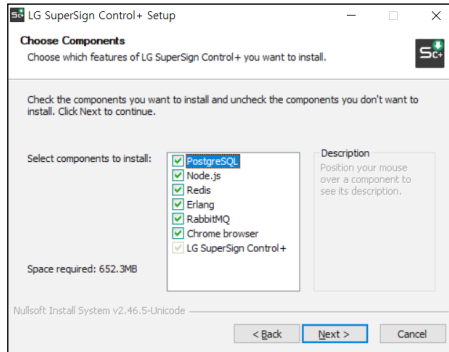 LG SuperSign Control+ Setup
Choose Components
Choose which features of LG SuperSign Control+ you want to install.
Sc+
Check the components you want to install and uncheck the components you don't want to
install. Click Next to continue.
Select components to install:
PostgreSQL
Node.js
Redis
Erlang
RabbitMQ
Chrome browser
LG SuperSign Control+
Description
Position your mouse
over a component to
see its description.
Space required: 652.3MB
Nullsoft Install System v2.46.5-Unicode
< Back
Next >
Cancel